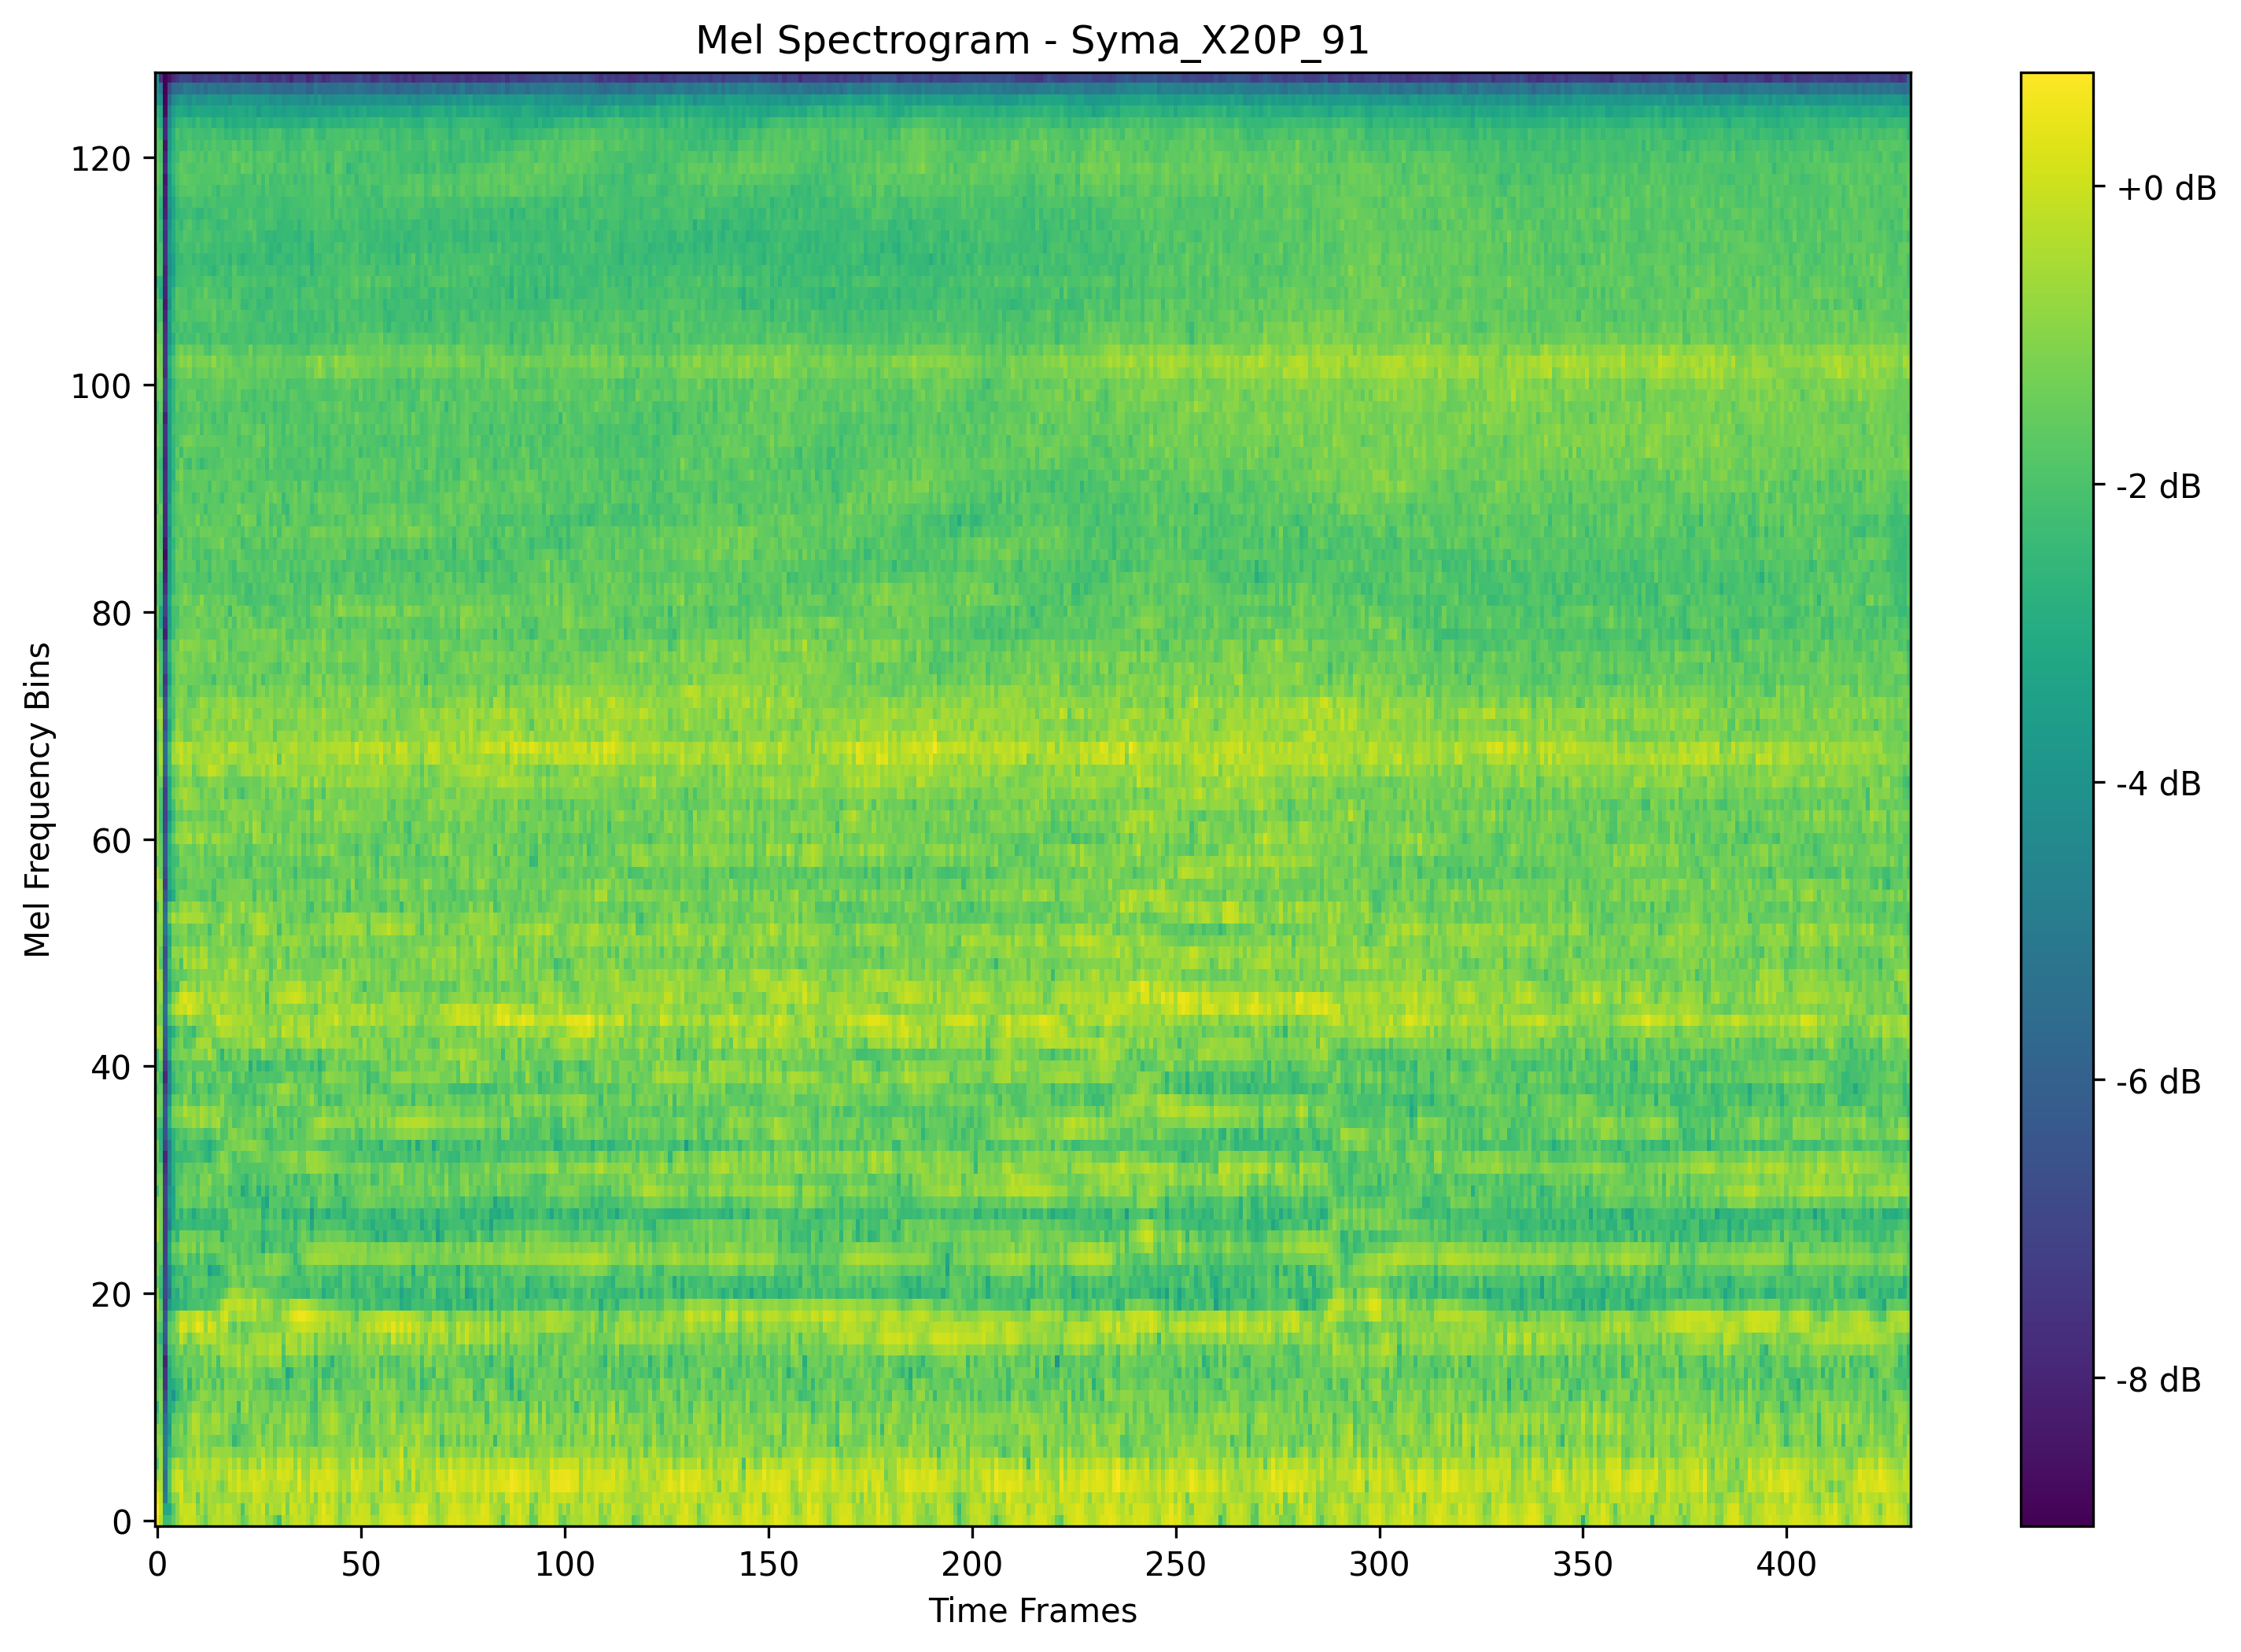 Mel Spectrogram - Syma_X20P_91
Mel Frequency Bins
120
100
80
60
40
20
0
0 50 100 150 200 250 300 350 400
Time Frames
+0 dB
-2 dB
-4 dB
-6 dB
-8 dB